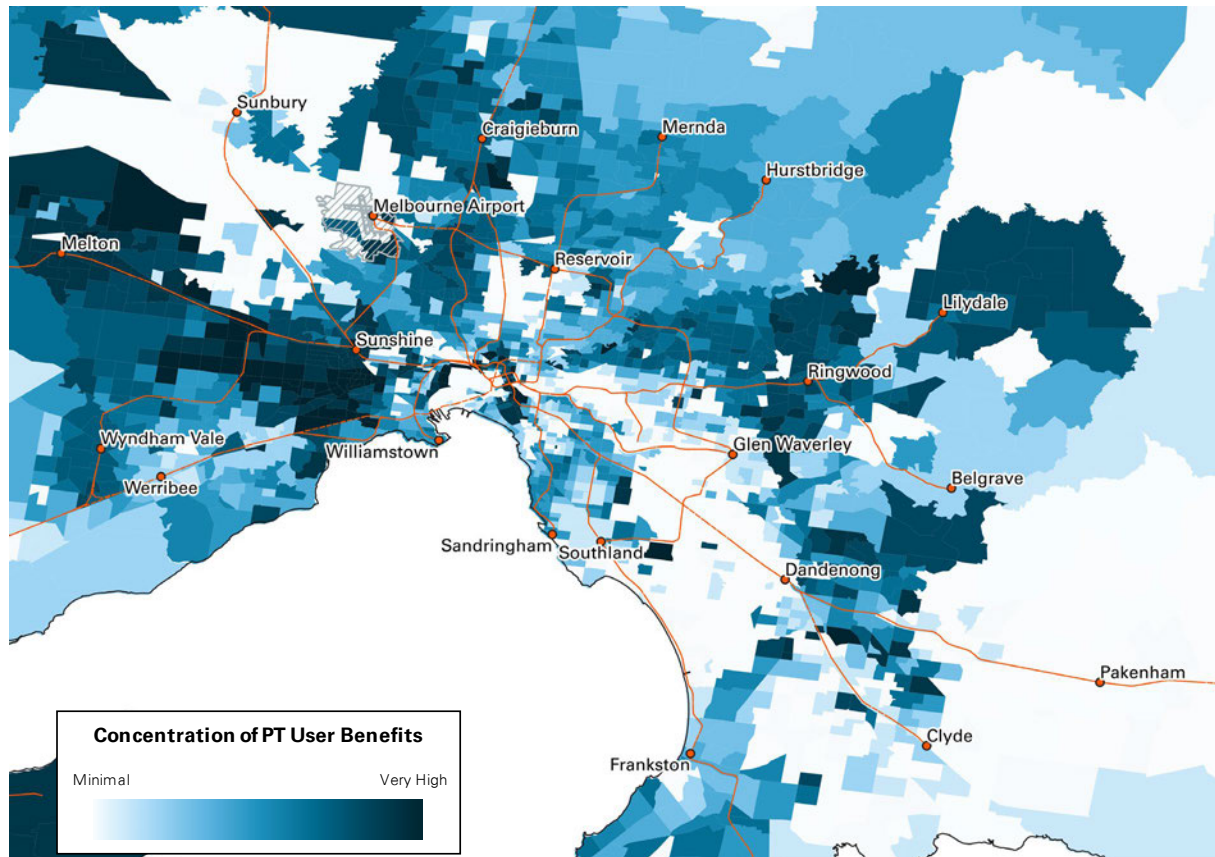 Sunbury
Craigieburn
Mernda
Hurstbridge
Melbourne Airport
Melton
Reservoir
Lilydale
Sunshine
Ringwood
Wyndham Vale
Williamstown
Glen Waverley
Werribee
Belgrave
Sandringham
Southland
Dandenong
Pakenham
Clyde
Frankston
Concentration of PT User Benefits
Minimal
Very High